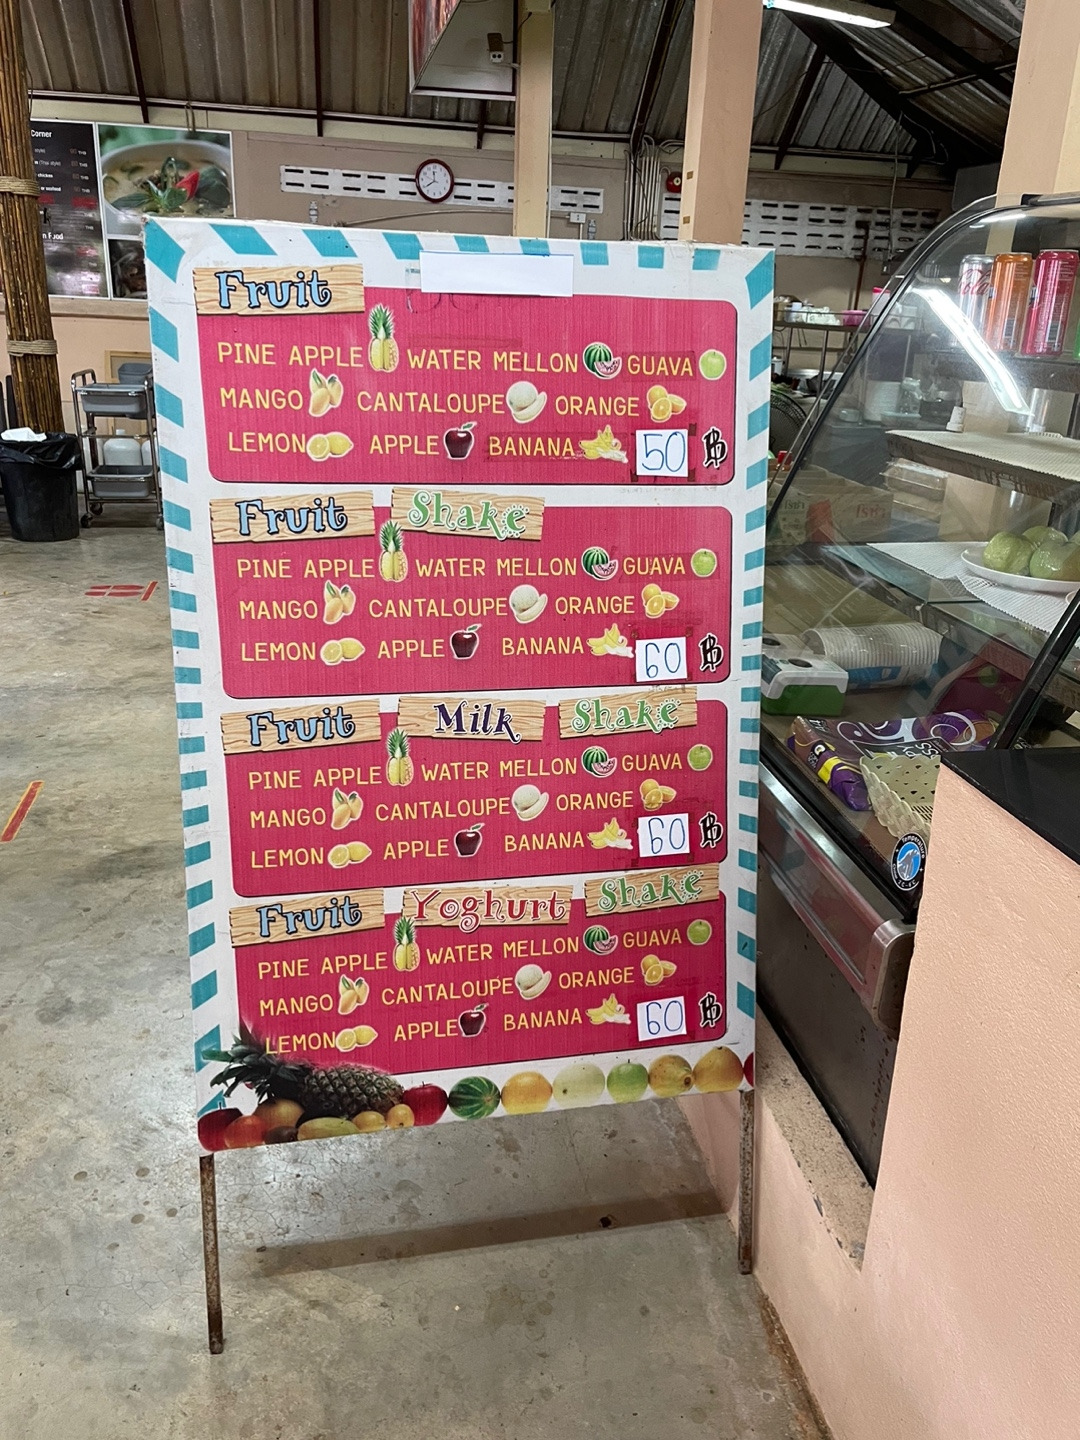 Corner
Food
Fruit
PINE APPLE WATER MELLON GUAVA
MANGO CANTALOUPE ORANGE
LEMON APPLE BANANA 50 ฿
Fruit Shake
PINE APPLE WATER MELLON GUAVA
MANGO CANTALOUPE ORANGE
LEMON APPLE BANANA 60 ฿
Fruit Milk Shake
PINE APPLE WATER MELLON GUAVA
MANGO CANTALOUPE ORANGE
LEMON APPLE BANANA 60 ฿
Fruit Yoghurt Shake
PINE APPLE WATER MELLON GUAVA
MANGO CANTALOUPE ORANGE
LEMON APPLE BANANA 60 ฿
Temperature